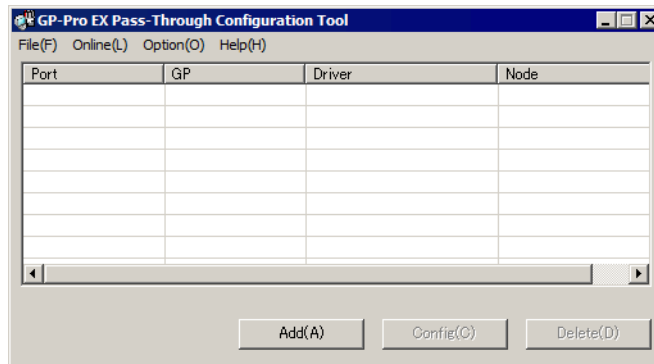 GP-Pro EX Pass-Through Configuration Tool
File(F) Online(L) Option(O) Help(H)
Port GP Driver Node
Add(A) Config(C) Delete(D)